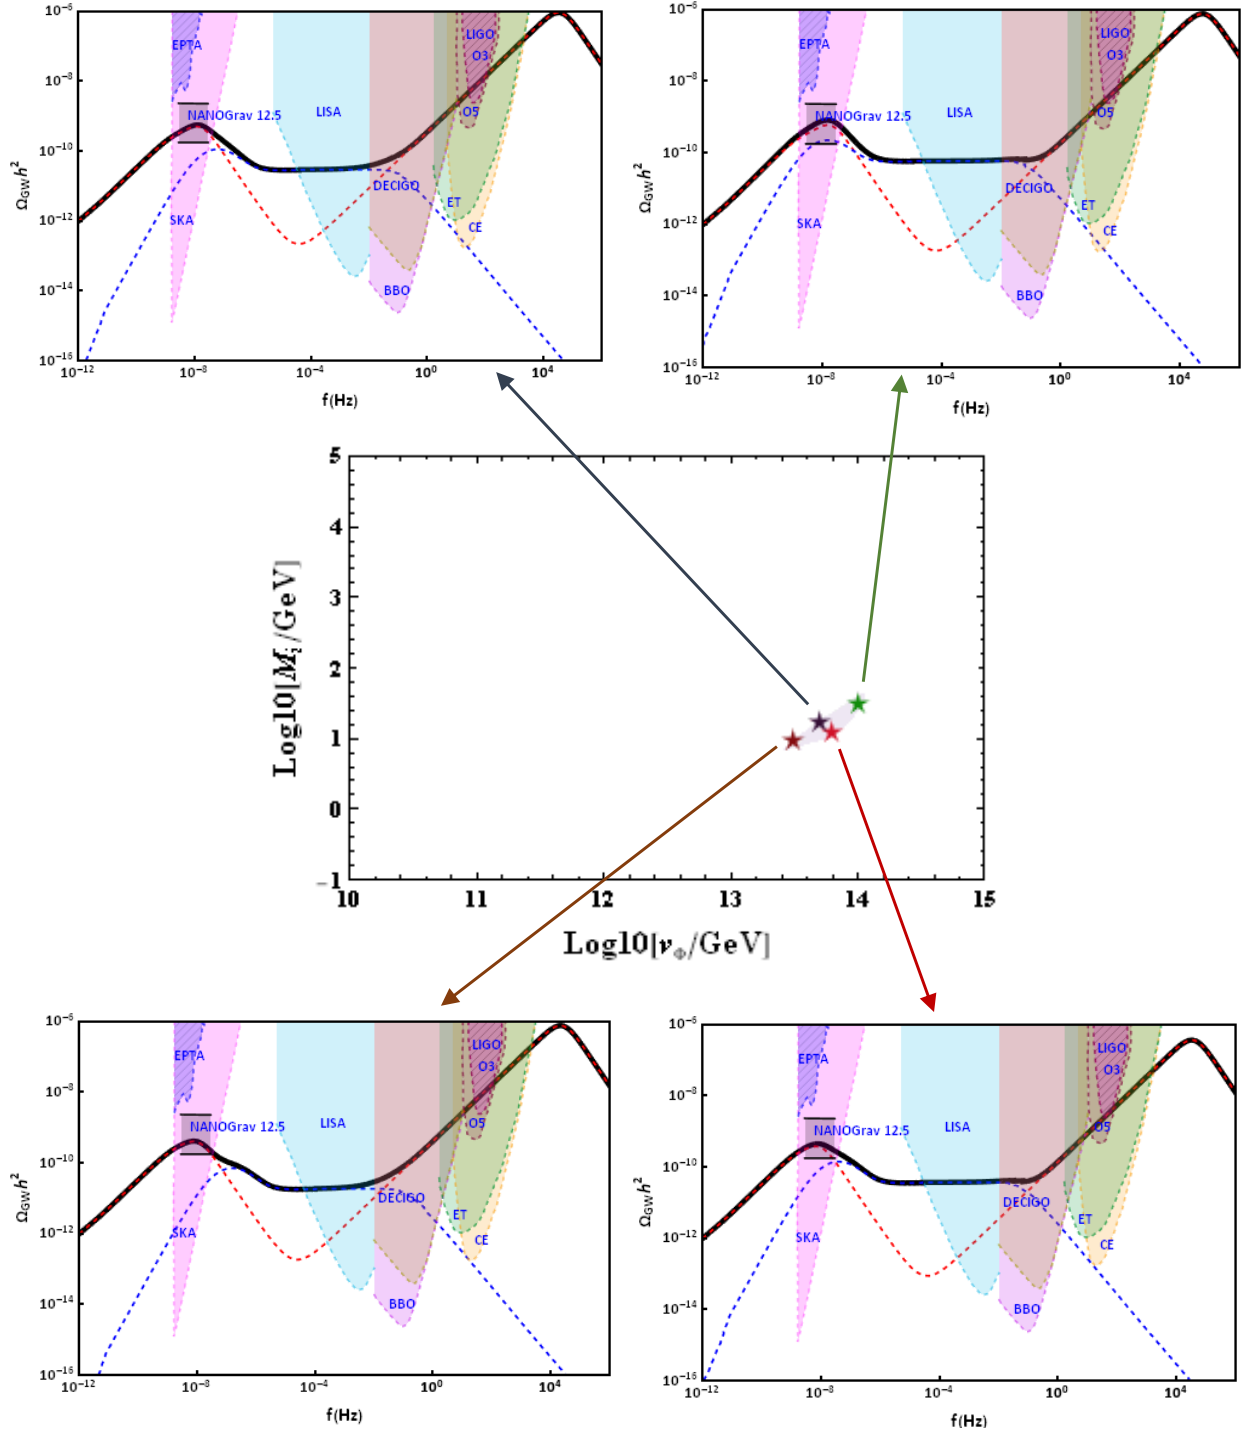 10⁻⁶
10⁻⁸
10⁻¹⁰
10⁻¹²
10⁻¹⁴
10⁻¹⁶
Ω_GW h²
EPTA
NANOGrav 12.5
SKA
LISA
DECIGO
BBO
LIGO
O3
O5
ET
CE
10⁻¹²
10⁻⁸
10⁻⁴
10⁰
10⁴
f(Hz)
10⁻⁶
10⁻⁸
10⁻¹⁰
10⁻¹²
10⁻¹⁴
10⁻¹⁶
Ω_GW h²
EPTA
NANOGrav 12.5
SKA
LISA
DECIGO
BBO
LIGO
O3
O5
ET
CE
10⁻¹²
10⁻⁸
10⁻⁴
10⁰
10⁴
f(Hz)
5
4
3
2
1
0
-1
Log10[M_i/GeV]
10
11
12
13
14
15
Log10[v_Φ/GeV]
10⁻⁶
10⁻⁸
10⁻¹⁰
10⁻¹²
10⁻¹⁴
10⁻¹⁶
Ω_GW h²
EPTA
NANOGrav 12.5
SKA
LISA
DECIGO
BBO
LIGO
O3
O5
ET
CE
10⁻¹²
10⁻⁸
10⁻⁴
10⁰
10⁴
f(Hz)
10⁻⁶
10⁻⁸
10⁻¹⁰
10⁻¹²
10⁻¹⁴
10⁻¹⁶
Ω_GW h²
EPTA
NANOGrav 12.5
SKA
LISA
DECIGO
BBO
LIGO
O3
O5
ET
CE
10⁻¹²
10⁻⁸
10⁻⁴
10⁰
10⁴
f(Hz)